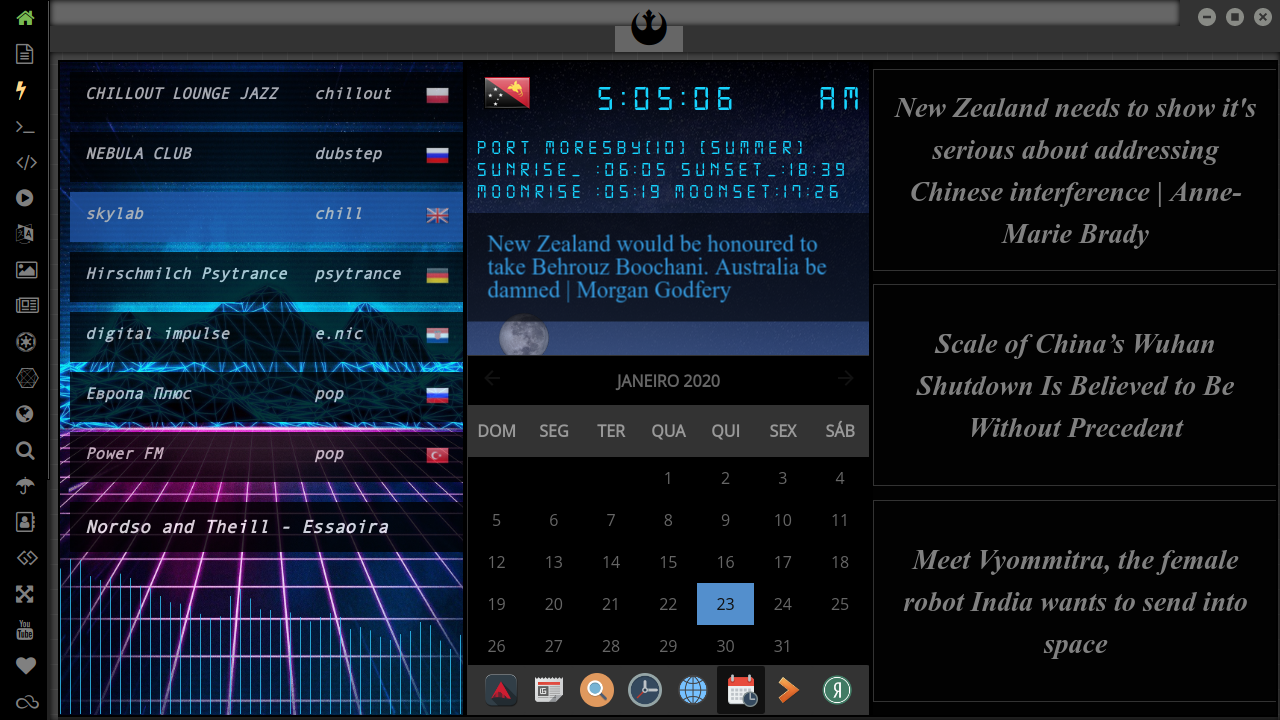 CHILLOUT LOUNGE JAZZ chillout
NEBULA CLUB dubstep
skylab chill
Hirschmilch Psytrance psytrance
digital impulse e.nic
Европа Плюс pop
Power FM pop
Nordso and Theill - Essaoira
5:05:06 AM
PORT MORESBY[10] [SUMMER]
SUNRISE_ :06:05 SUNSET_:18:39
MOONRISE :05:19 MOONSET:17:26
New Zealand would be honoured to
take Behrouz Boochani. Australia be
damned | Morgan Godfery
JANEIRO 2020
DOM SEG TER QUA QUI SEX SÁB
1 2 3 4
5 6 7 8 9 10 11
12 13 14 15 16 17 18
19 20 21 22 23 24 25
26 27 28 29 30 31
New Zealand needs to show it's
serious about addressing
Chinese interference | Anne-
Marie Brady
Scale of China’s Wuhan
Shutdown Is Believed to Be
Without Precedent
Meet Vyommitra, the female
robot India wants to send into
space
You
Tube
Я